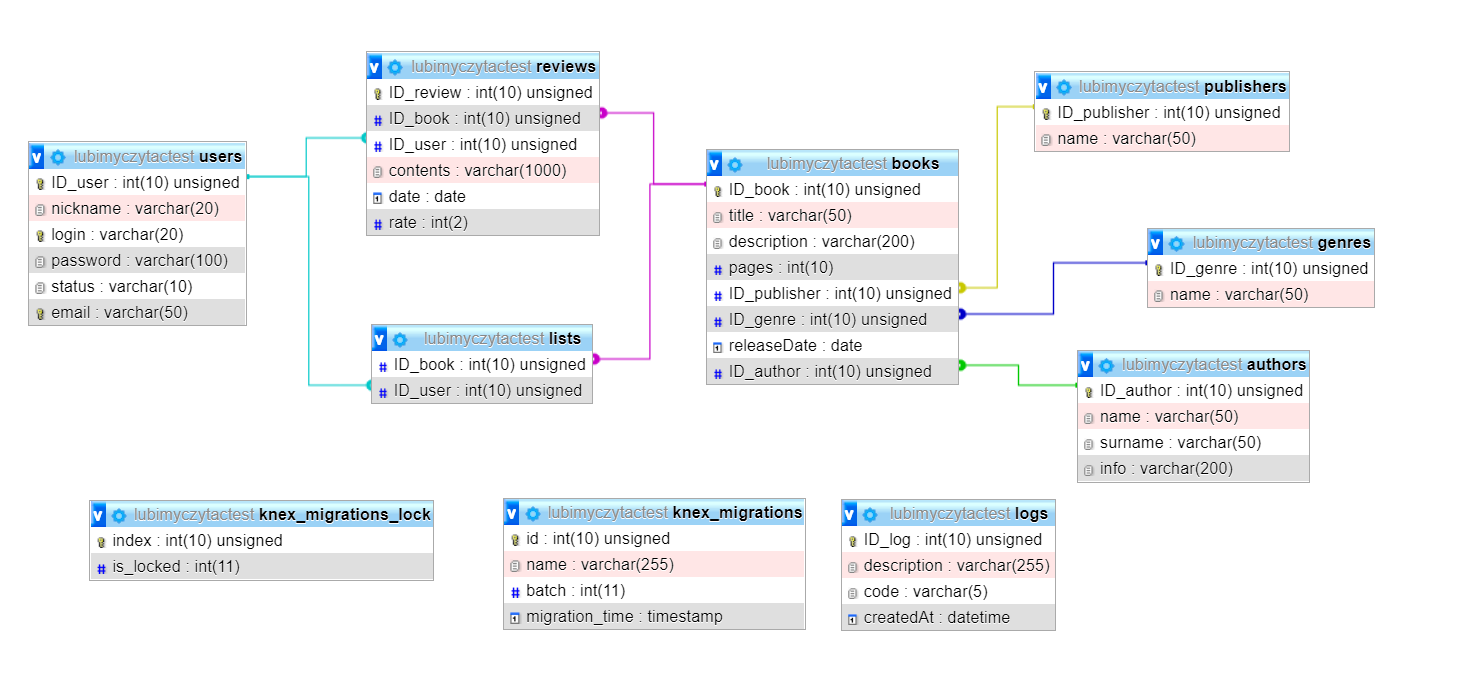 lubimyczytactest reviews
ID_review : int(10) unsigned
ID_book : int(10) unsigned
ID_user : int(10) unsigned
contents : varchar(1000)
date : date
rate : int(2)
lubimyczytactest publishers
ID_publisher : int(10) unsigned
name : varchar(50)
lubimyczytactest users
ID_user : int(10) unsigned
nickname : varchar(20)
login : varchar(20)
password : varchar(100)
status : varchar(10)
email : varchar(50)
lubimyczytactest books
ID_book : int(10) unsigned
title : varchar(50)
description : varchar(200)
pages : int(10)
ID_publisher : int(10) unsigned
ID_genre : int(10) unsigned
releaseDate : date
ID_author : int(10) unsigned
lubimyczytactest genres
ID_genre : int(10) unsigned
name : varchar(50)
lubimyczytactest lists
ID_book : int(10) unsigned
ID_user : int(10) unsigned
lubimyczytactest authors
ID_author : int(10) unsigned
name : varchar(50)
surname : varchar(50)
info : varchar(200)
lubimyczytactest knex_migrations_lock
index : int(10) unsigned
is_locked : int(11)
lubimyczytactest knex_migrations
id : int(10) unsigned
name : varchar(255)
batch : int(11)
migration_time : timestamp
lubimyczytactest logs
ID_log : int(10) unsigned
description : varchar(255)
code : varchar(5)
createdAt : datetime